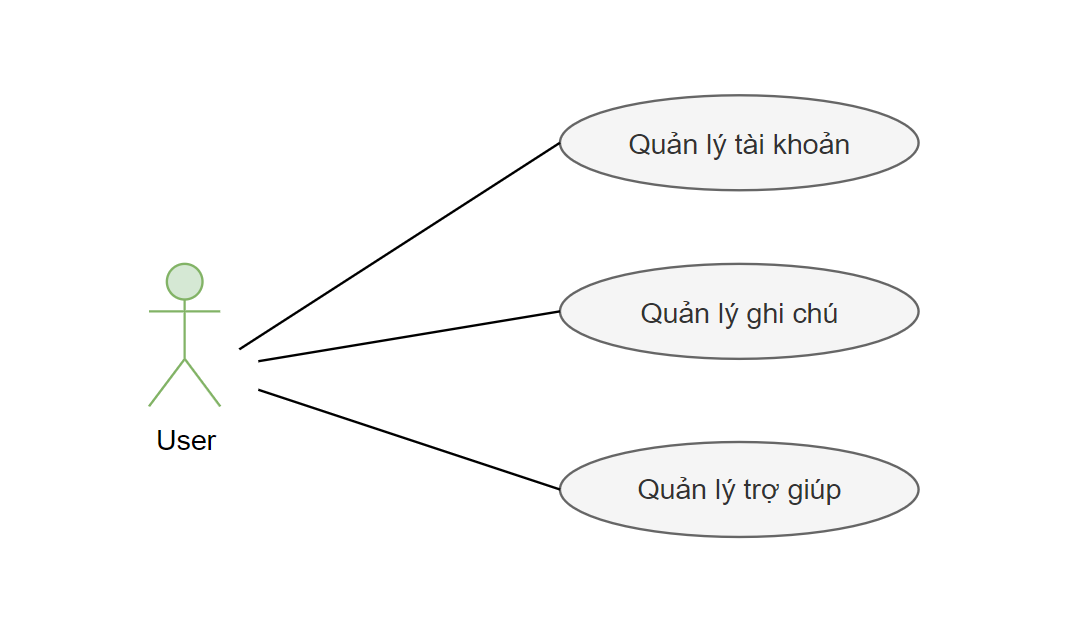 Quản lý tài khoản
Quản lý ghi chú
User
Quản lý trợ giúp